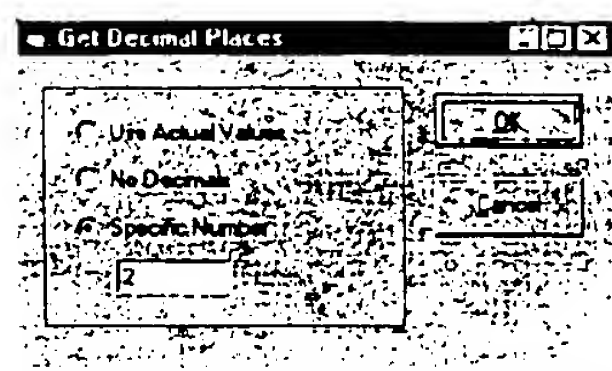 Get Decimal Places
Use Actual Values
No Decimals
Specific Number
2
OK
Cancel